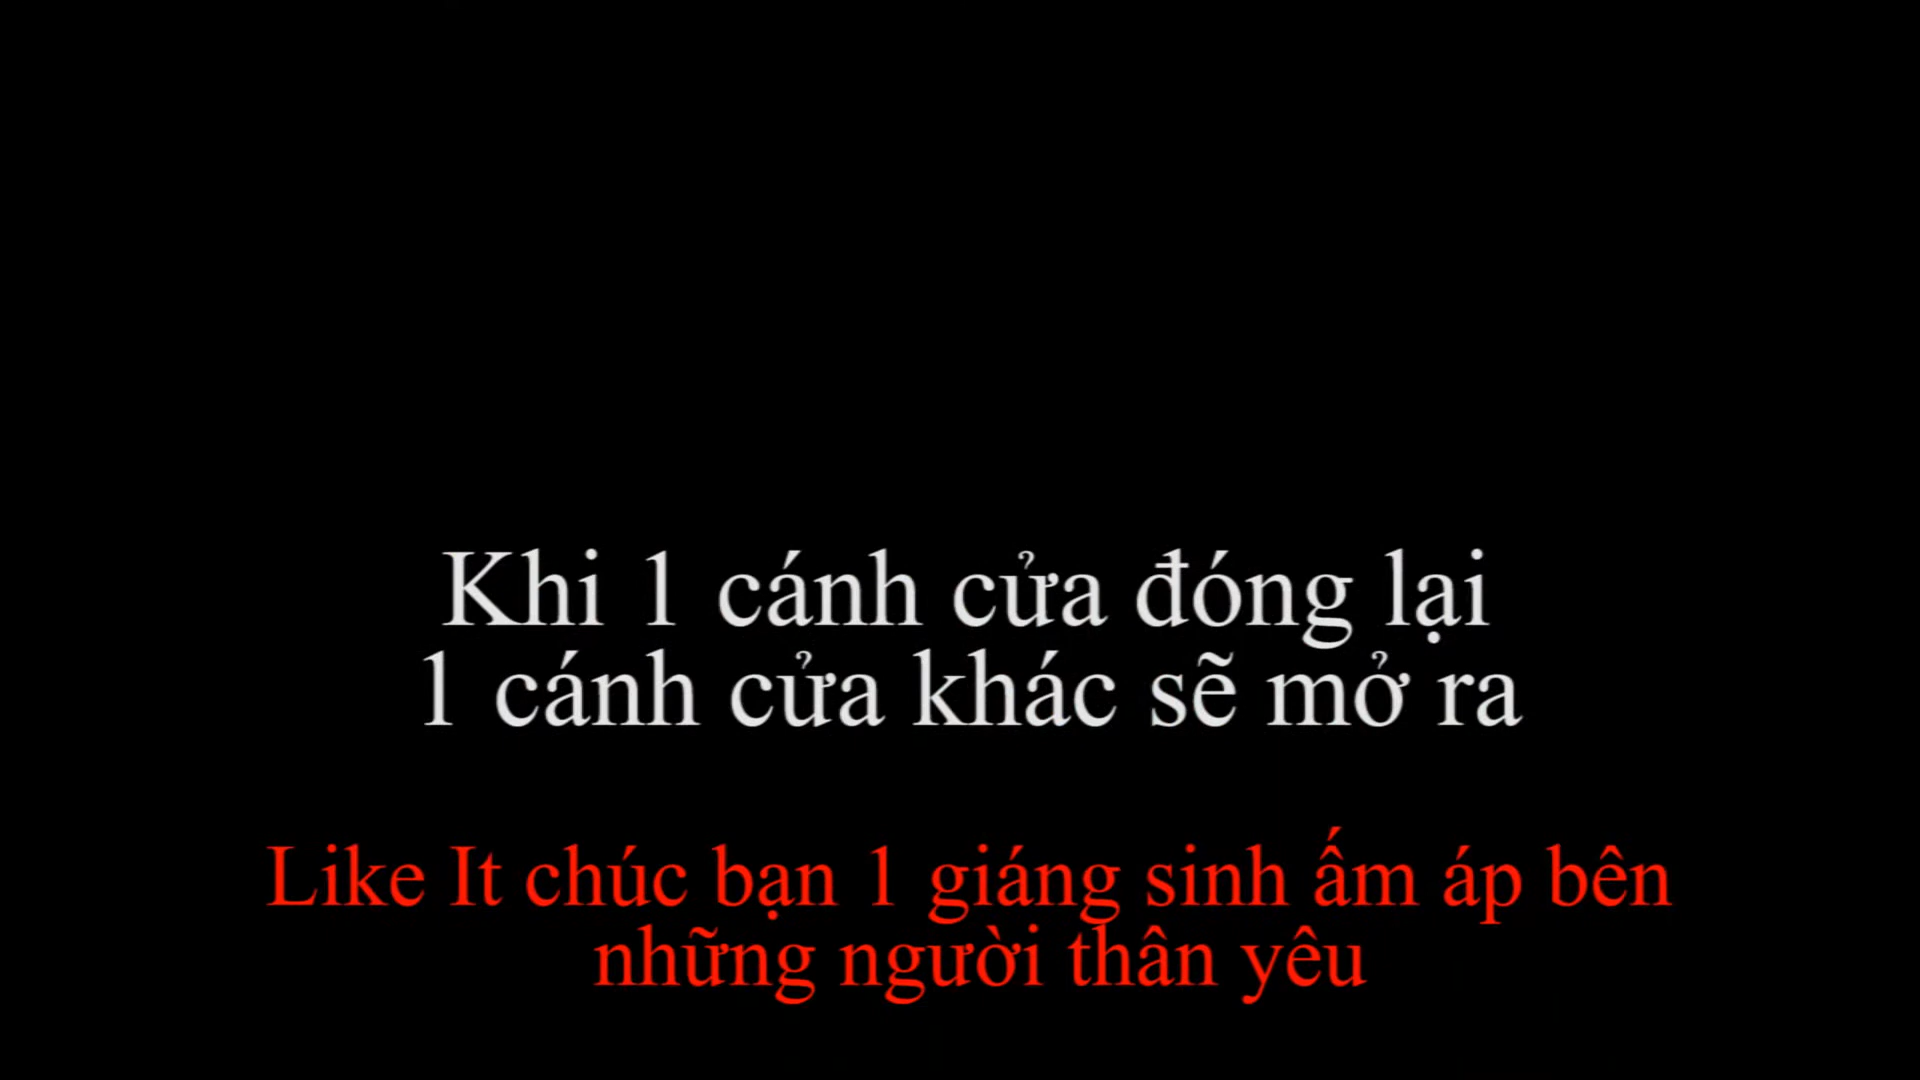 Khi 1 cánh cửa đóng lại
1 cánh cửa khác sẽ mở ra
Like It chúc bạn 1 giáng sinh ấm áp bên
những người thân yêu